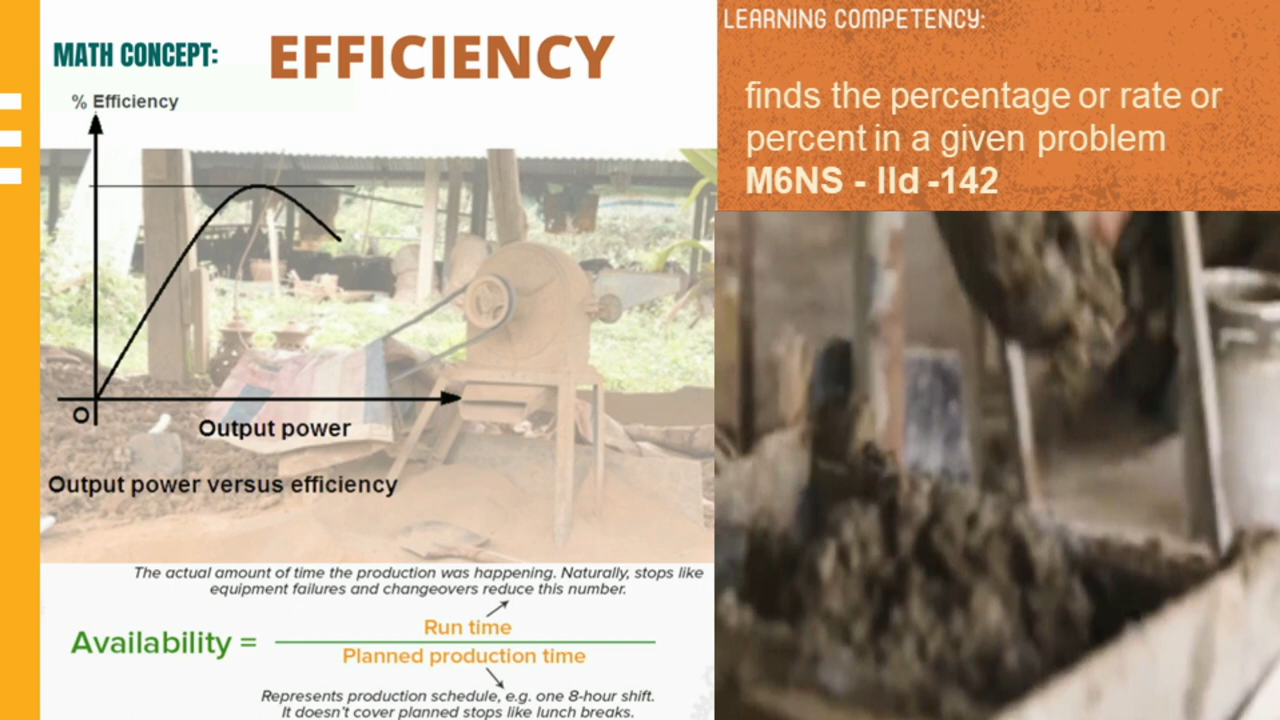 MATH CONCEPT: EFFICIENCY
% Efficiency
O
Output power
Output power versus efficiency
The actual amount of time the production was happening. Naturally, stops like
equipment failures and changeovers reduce this number.
Availability =
Run time
Planned production time
Represents production schedule, e.g. one 8-hour shift.
It doesn't cover planned stops like lunch breaks.
LEARNING COMPETENCY:
finds the percentage or rate or
percent in a given problem
M6NS - IId -142